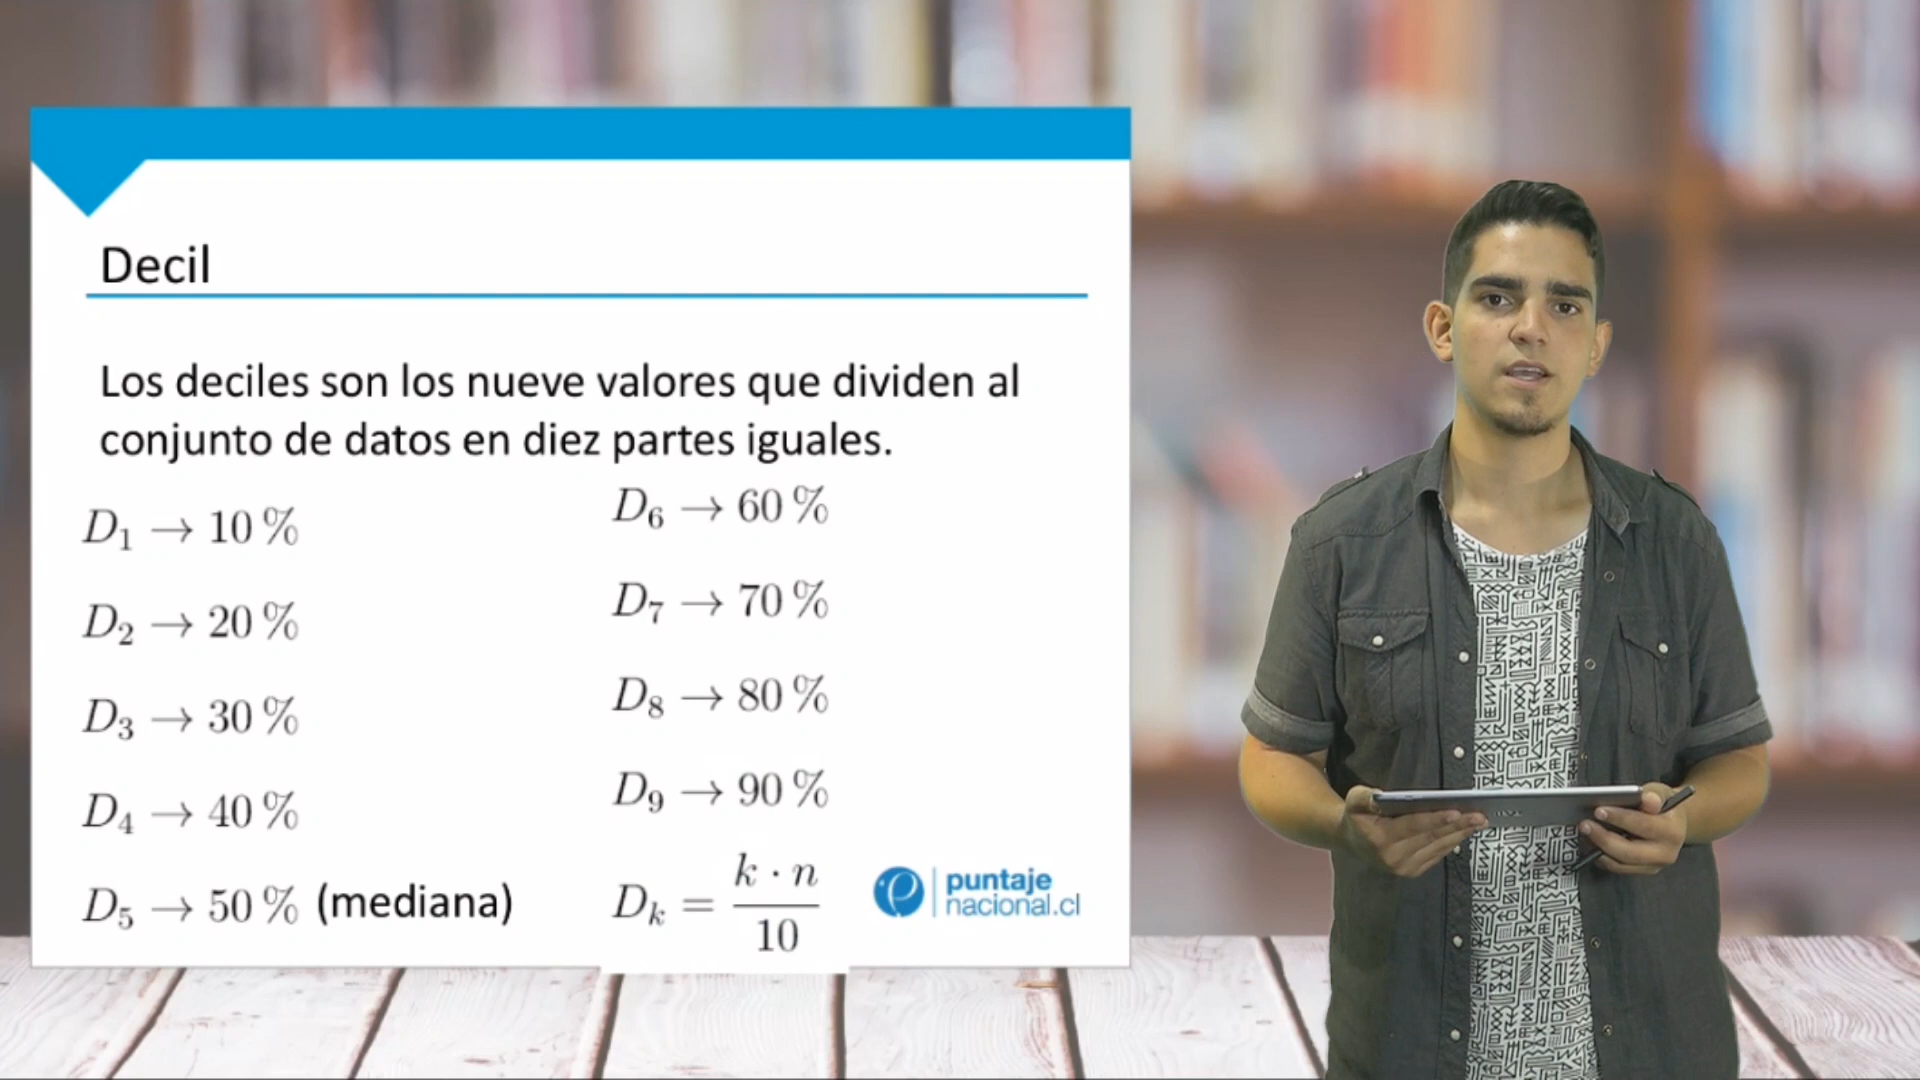 Decil
Los deciles son los nueve valores que dividen al
conjunto de datos en diez partes iguales.
D₁ → 10 %
D₂ → 20 %
D₃ → 30 %
D₄ → 40 %
D₅ → 50 % (mediana)
D₆ → 60 %
D₇ → 70 %
D₈ → 80 %
D₉ → 90 %
Dₖ = k · n / 10
puntaje
nacional.cl